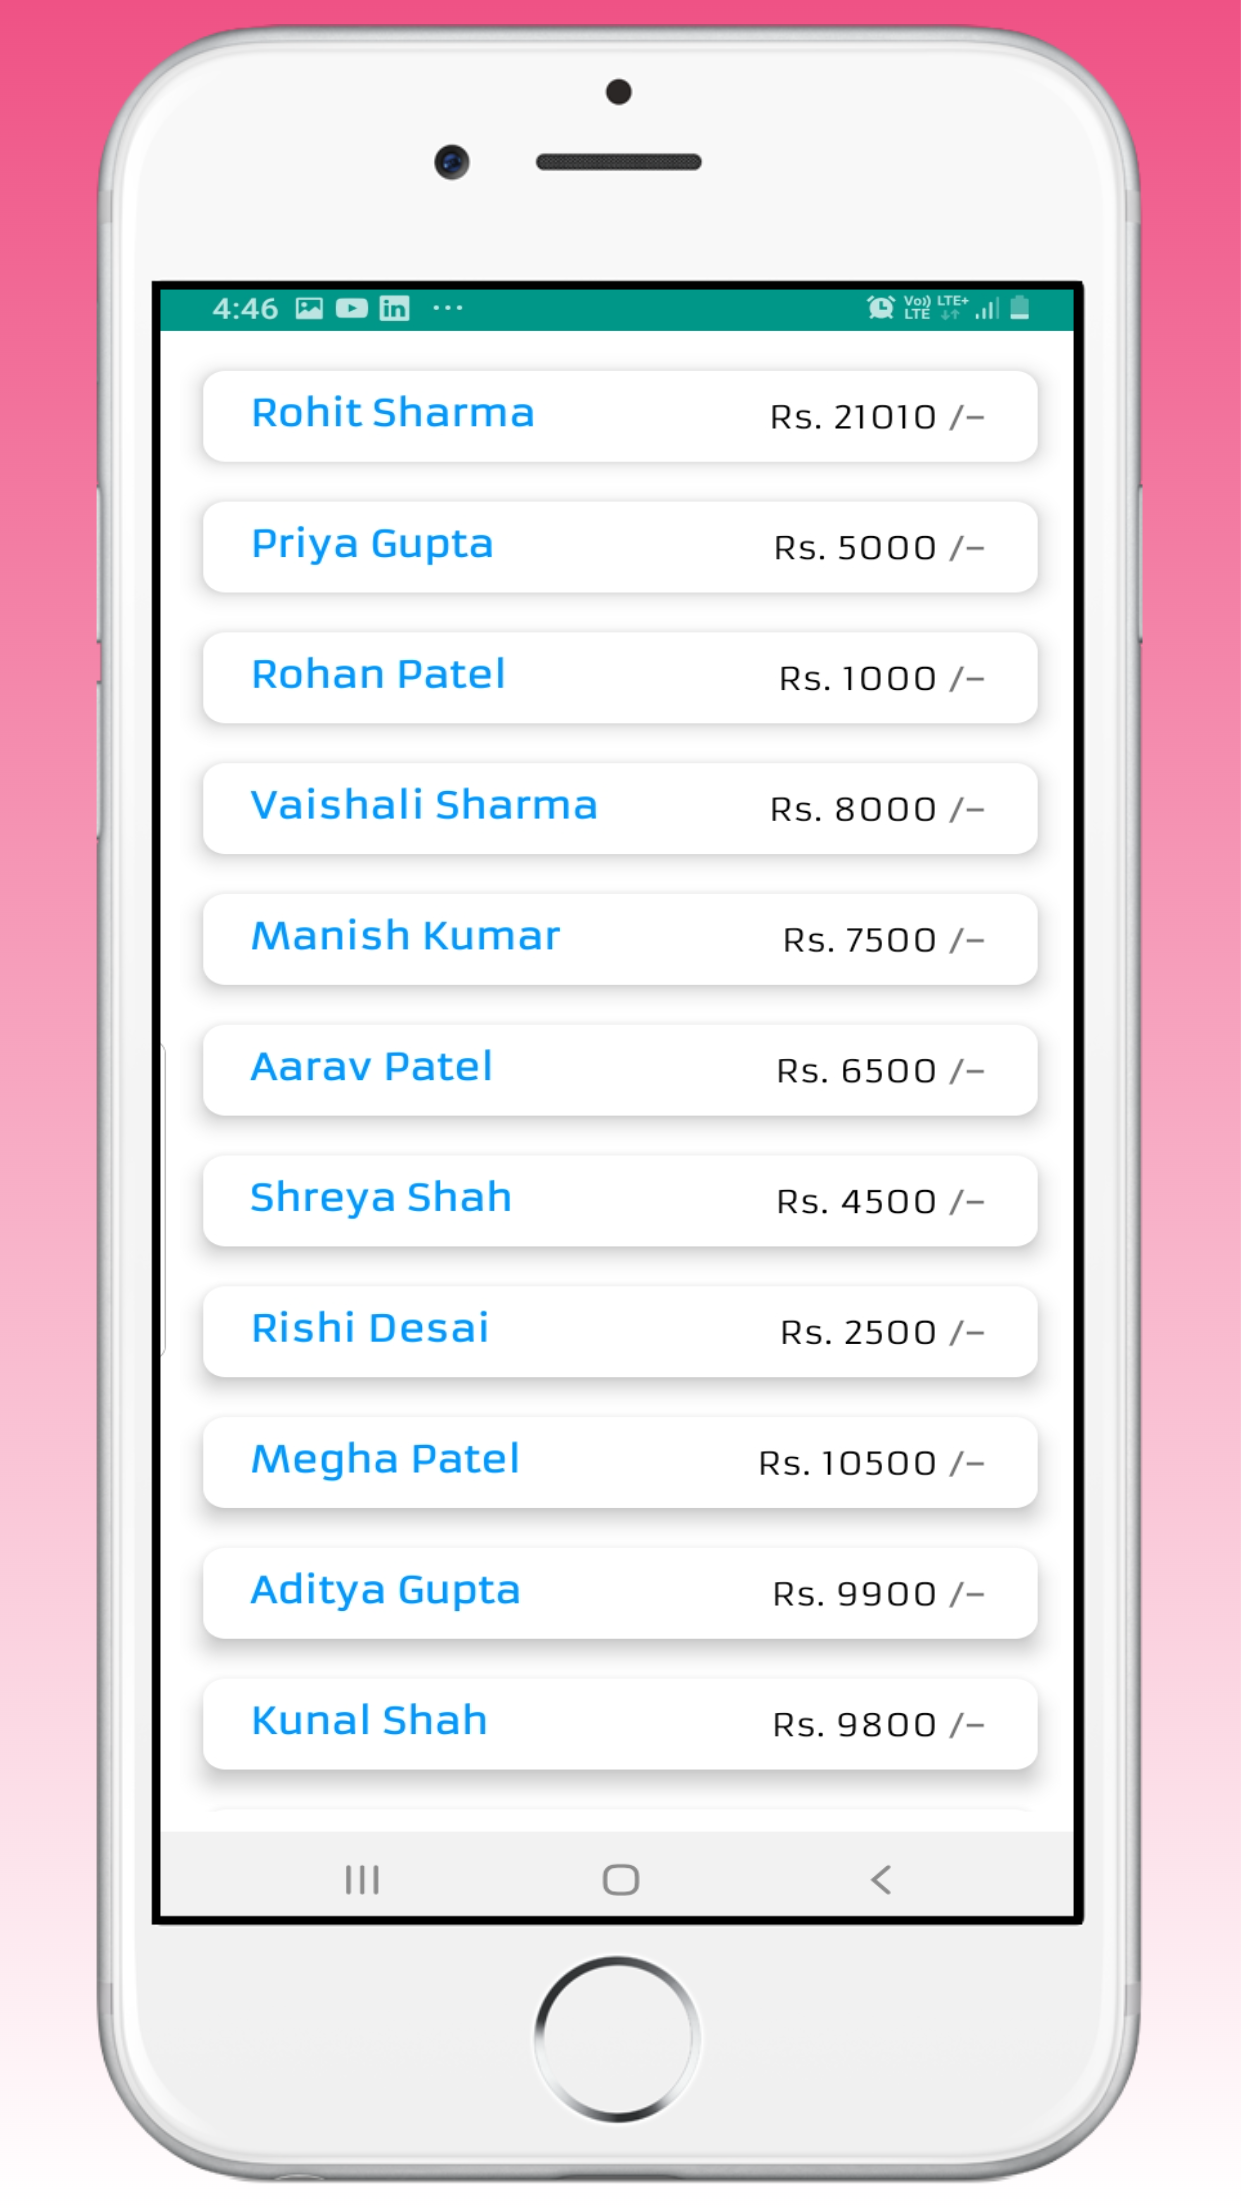 4:46 in ... Vo)) LTE LTE+
Rohit Sharma Rs. 21010 /-
Priya Gupta Rs. 5000 /-
Rohan Patel Rs. 1000 /-
Vaishali Sharma Rs. 8000 /-
Manish Kumar Rs. 7500 /-
Aarav Patel Rs. 6500 /-
Shreya Shah Rs. 4500 /-
Rishi Desai Rs. 2500 /-
Megha Patel Rs. 10500 /-
Aditya Gupta Rs. 9900 /-
Kunal Shah Rs. 9800 /-